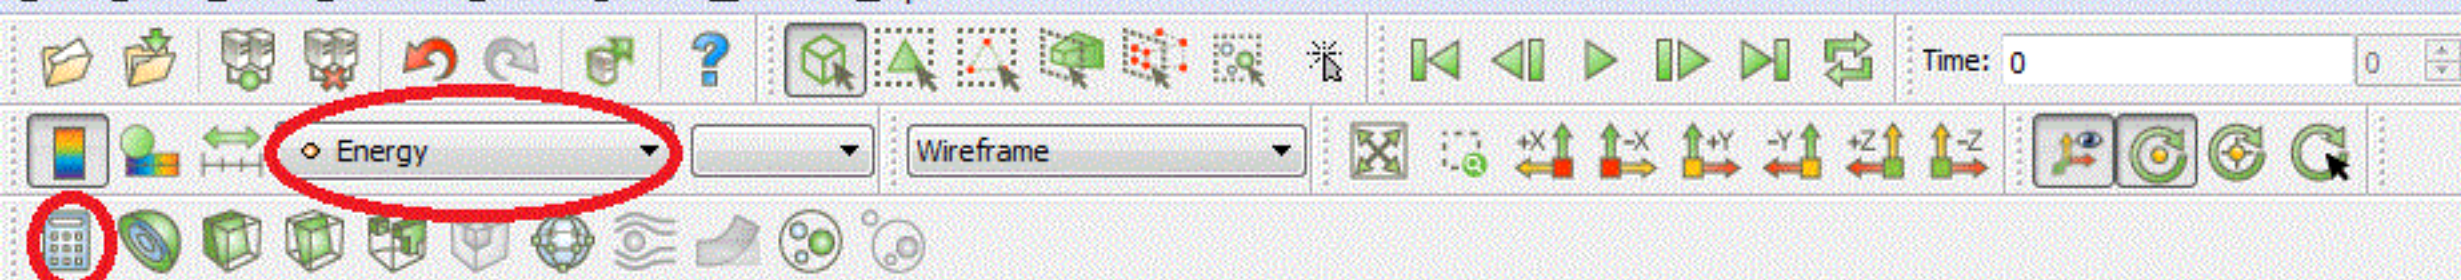 Time: 0 0
Energy Wireframe +X -X +Y -Y +Z -Z